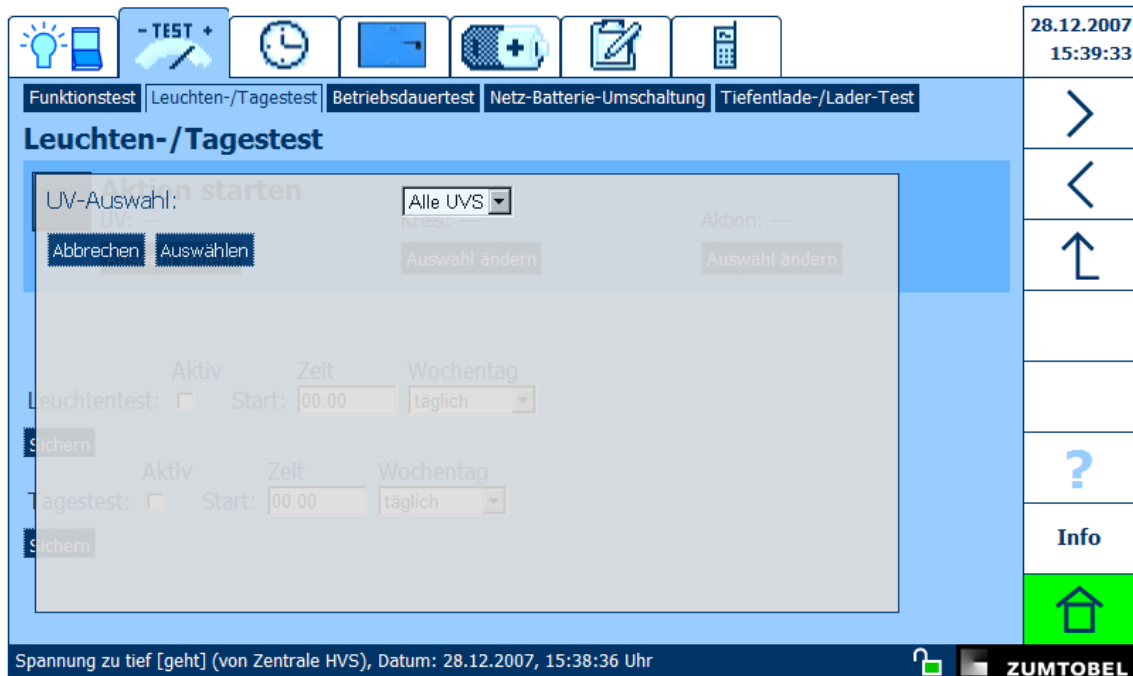 - TEST +
28.12.2007
15:39:33
Funktionstest Leuchten-/Tagestest Betriebsdauertest Netz-Batterie-Umschaltung Tiefentlade-/Lader-Test
Leuchten-/Tagestest
Aktion starten
UV-Auswahl: Alle UVS
UV: — Kreis: — Aktion: —
Abbrechen Auswählen
Auswahl ändern Auswahl ändern
Aktiv Zeit Wochentag
Leuchtentest: Start: 00:00 täglich
Sichern
Aktiv Zeit Wochentag
Tagestest: Start: 00:00 täglich
Sichern
?
Info
Spannung zu tief [geht] (von Zentrale HVS), Datum: 28.12.2007, 15:38:36 Uhr
ZUMTOBEL